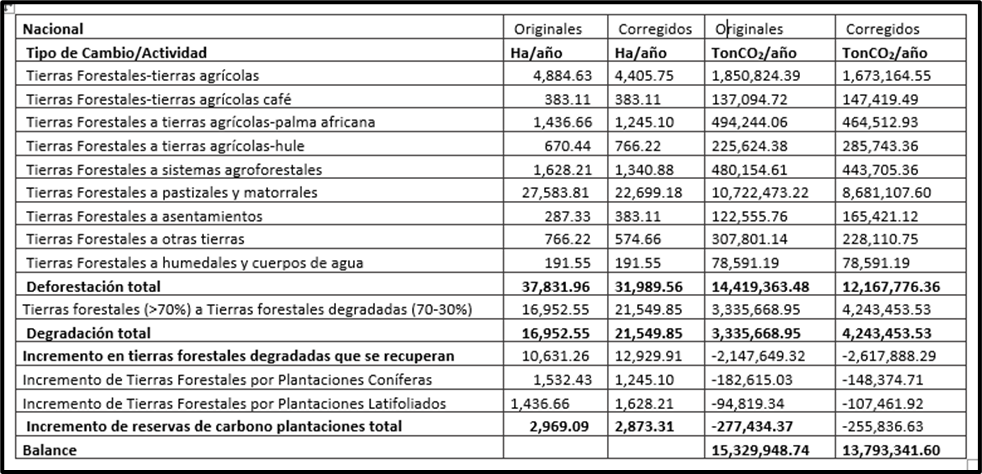 Nacional Originales Corregidos Originales Corregidos
Tipo de Cambio/Actividad Ha/año Ha/año TonCO₂/año TonCO₂/año
Tierras Forestales-tierras agrícolas 4,884.63 4,405.75 1,850,824.39 1,673,164.55
Tierras Forestales-tierras agrícolas café 383.11 383.11 137,094.72 147,419.49
Tierras Forestales a tierras agrícolas-palma africana 1,436.66 1,245.10 494,244.06 464,512.93
Tierras Forestales a tierras agrícolas-hule 670.44 766.22 225,624.38 285,743.36
Tierras Forestales a sistemas agroforestales 1,628.21 1,340.88 480,154.61 443,705.36
Tierras Forestales a pastizales y matorrales 27,583.81 22,699.18 10,722,473.22 8,681,107.60
Tierras Forestales a asentamientos 287.33 383.11 122,555.76 165,421.12
Tierras Forestales a otras tierras 766.22 574.66 307,801.14 228,110.75
Tierras Forestales a humedales y cuerpos de agua 191.55 191.55 78,591.19 78,591.19
Deforestación total 37,831.96 31,989.56 14,419,363.48 12,167,776.36
Tierras forestales (>70%) a Tierras forestales degradadas (70-30%) 16,952.55 21,549.85 3,335,668.95 4,243,453.53
Degradación total 16,952.55 21,549.85 3,335,668.95 4,243,453.53
Incremento en tierras forestales degradadas que se recuperan 10,631.26 12,929.91 -2,147,649.32 -2,617,888.29
Incremento de Tierras Forestales por Plantaciones Coníferas 1,532.43 1,245.10 -182,615.03 -148,374.71
Incremento de Tierras Forestales por Plantaciones Latifoliados 1,436.66 1,628.21 -94,819.34 -107,461.92
Incremento de reservas de carbono plantaciones total 2,969.09 2,873.31 -277,434.37 -255,836.63
Balance 15,329,948.74 13,793,341.60